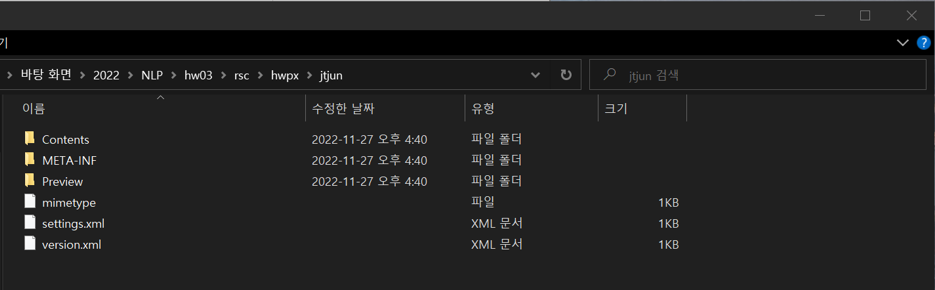 기
?
바탕 화면 > 2022 > NLP > hw03 > rsc > hwpx > jtjun
jtjun 검색
이름 수정한 날짜 유형 크기
Contents 2022-11-27 오후 4:40 파일 폴더
META-INF 2022-11-27 오후 4:40 파일 폴더
Preview 2022-11-27 오후 4:40 파일 폴더
mimetype 파일 1KB
settings.xml XML 문서 1KB
version.xml XML 문서 1KB